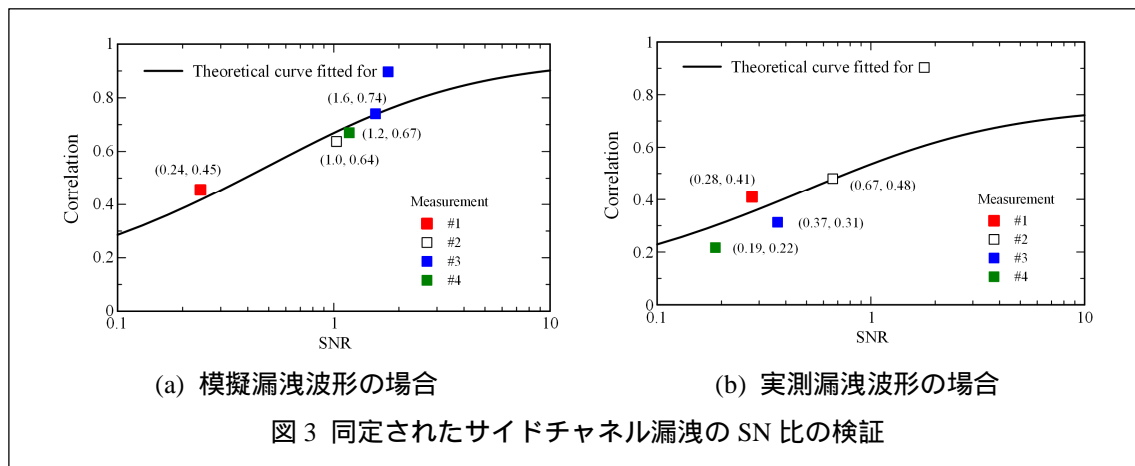 1
0.8
0.6
0.4
0.2
0
Correlation
Theoretical curve fitted for
(1.6, 0.74)
(1.2, 0.67)
(1.0, 0.64)
(0.24, 0.45)
Measurement
#1
#2
#3
#4
0.1 1 10
SNR
(a) 模擬漏洩波形の場合
1
0.8
0.6
0.4
0.2
0
Correlation
Theoretical curve fitted for
(0.28, 0.41)
(0.67, 0.48)
(0.37, 0.31)
(0.19, 0.22)
Measurement
#1
#2
#3
#4
0.1 1 10
SNR
(b) 実測漏洩波形の場合
図 3 同定されたサイドチャネル漏洩の SN 比の検証